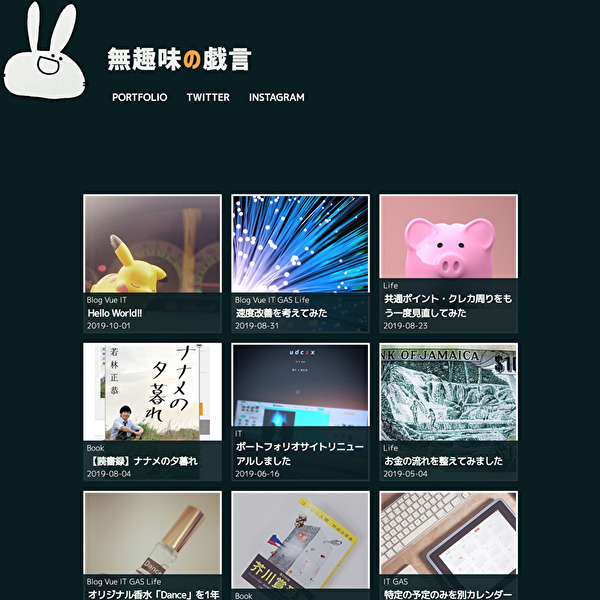 無趣味の戯言
PORTFOLIO TWITTER INSTAGRAM
Blog Vue IT
Hello World!!
2019-10-01
Blog Vue IT GAS Life
速度改善を考えてみた
2019-08-31
Life
共通ポイント・クレカ周りをも
う一度見直してみた
2019-08-23
ナナメの
夕暮れ
若林正恭
Book
【読書録】ナナメの夕暮れ
2019-08-04
udcxx
IT
ポートフォリオサイトリニュー
アルしました
2019-06-16
NK OF JAMAICA
Life
お金の流れを整えてみました
2019-05-04
Dance
Blog Vue IT GAS Life
オリジナル香水「Dance」を1年
芥川賞
Book
IT GAS
特定の予定のみを別カレンダー